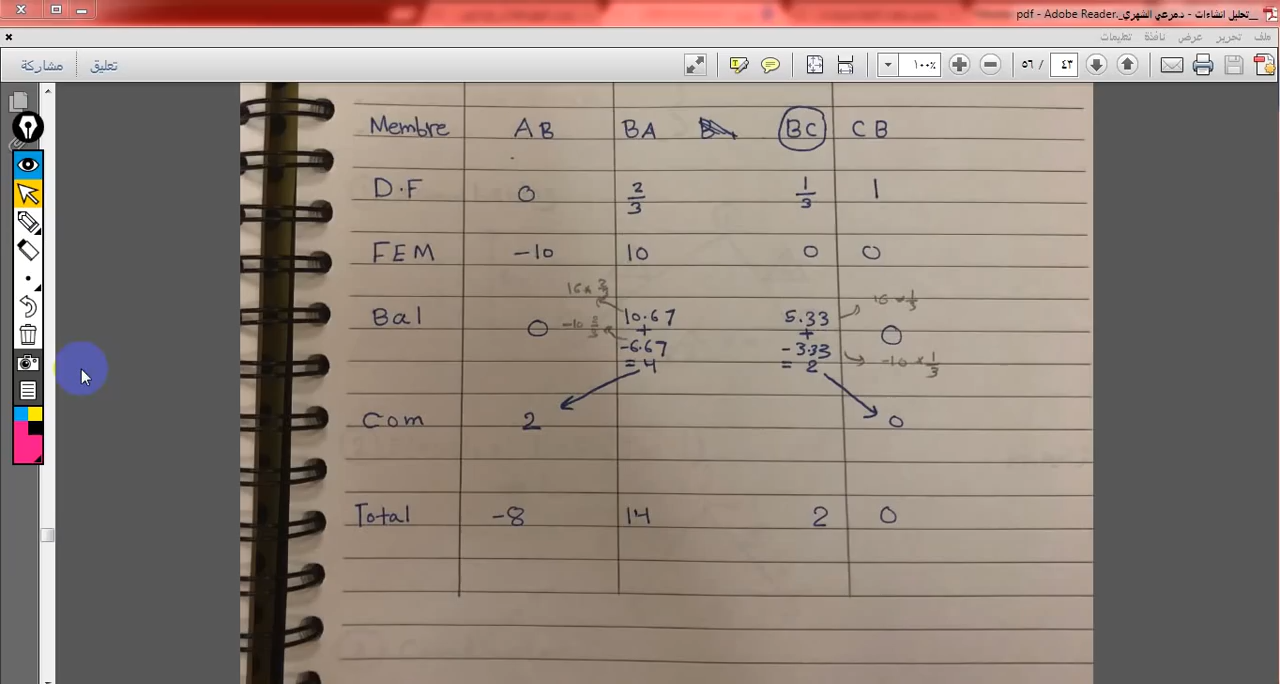 تحليل انشاءات - د.مرعي الشهري_.pdf - Adobe Reader
ملف تحرير عرض نافذة تعليمات
مشاركة تعليق ١٠٠% ٥٦ / ٤٣
Membre AB BA BC CB
D.F 0 2/3 1/3 1
FEM -10 10 0 0
16 × 2/3 16 × 1/3
Bal 10.67 5.33
0 + + 0
-10 2/3 -6.67 -3.33 -10 × 1/3
= 4 = 2
Com 2 0
Total -8 14 2 0